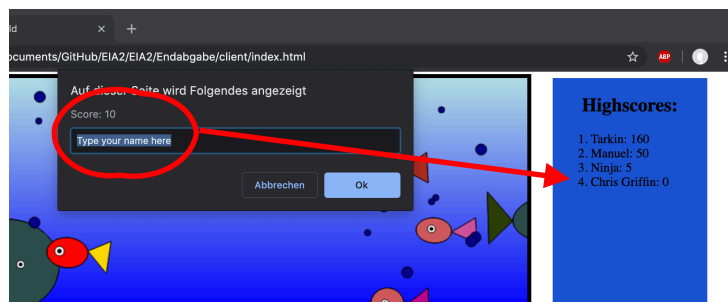 ld
ocuments/GitHub/EIA2/EIA2/Endabgabe/client/index.html
ABP
Auf dieser Seite wird Folgendes angezeigt
Score: 10
Type your name here
Abbrechen
Ok
Highscores:
1. Tarkin: 160
2. Manuel: 50
3. Ninja: 5
4. Chris Griffin: 0